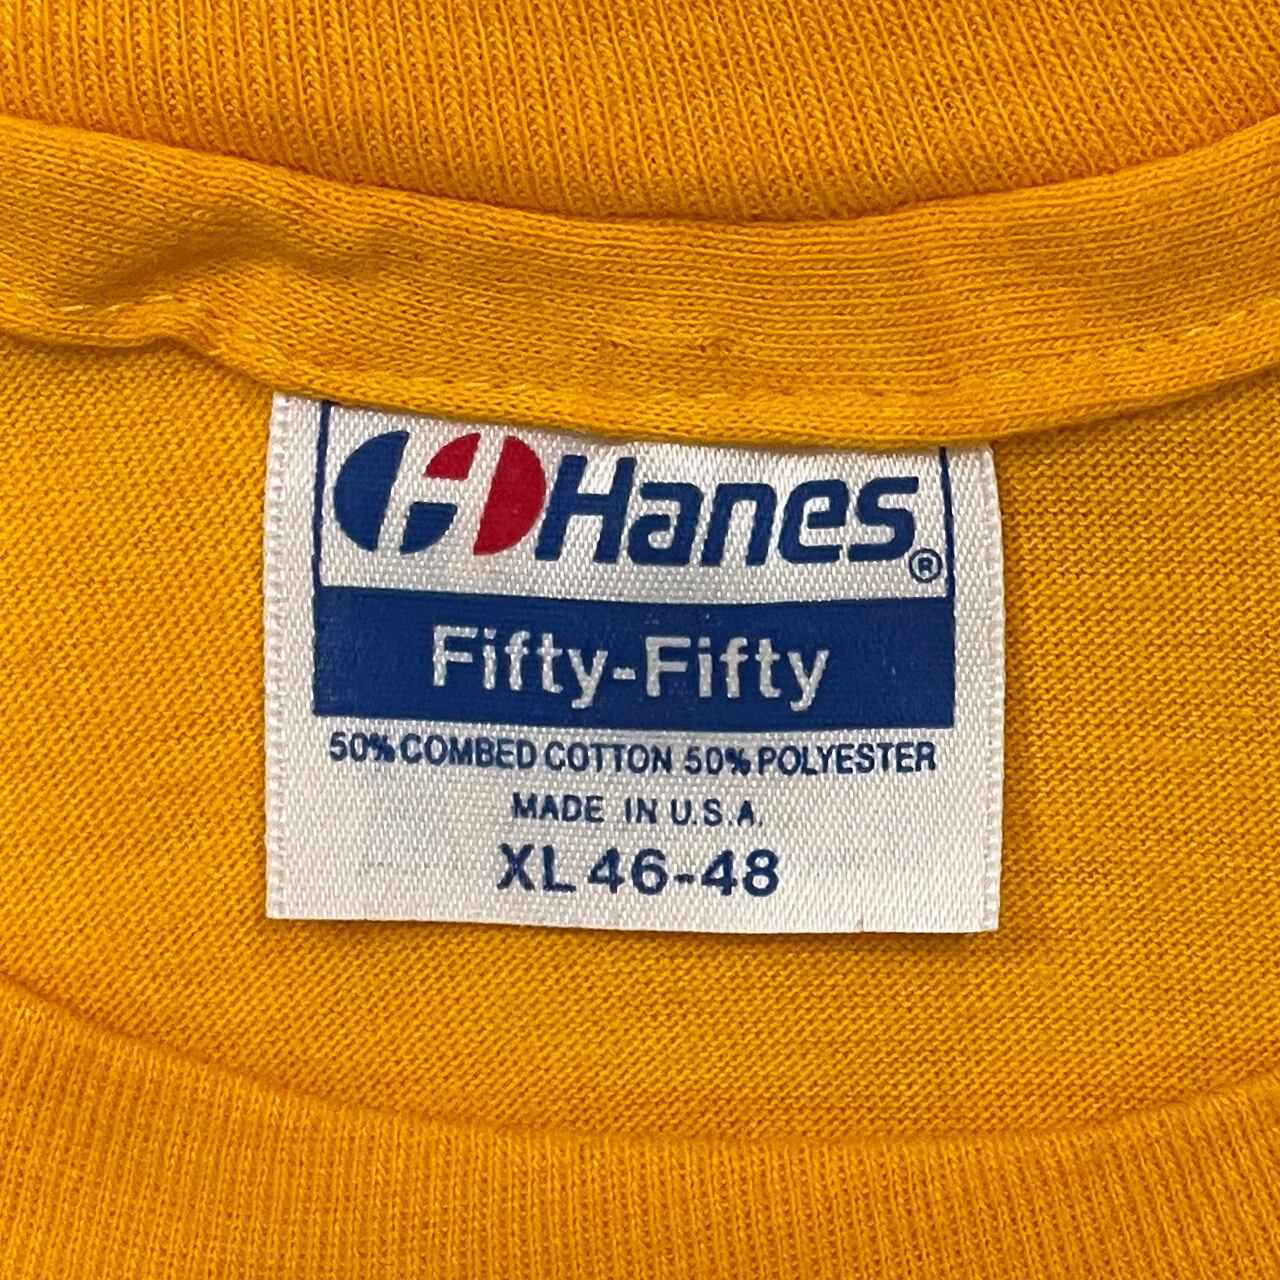 Hanes®
Fifty-Fifty
50% COMBED COTTON 50% POLYESTER
MADE IN U.S.A.
XL 46-48